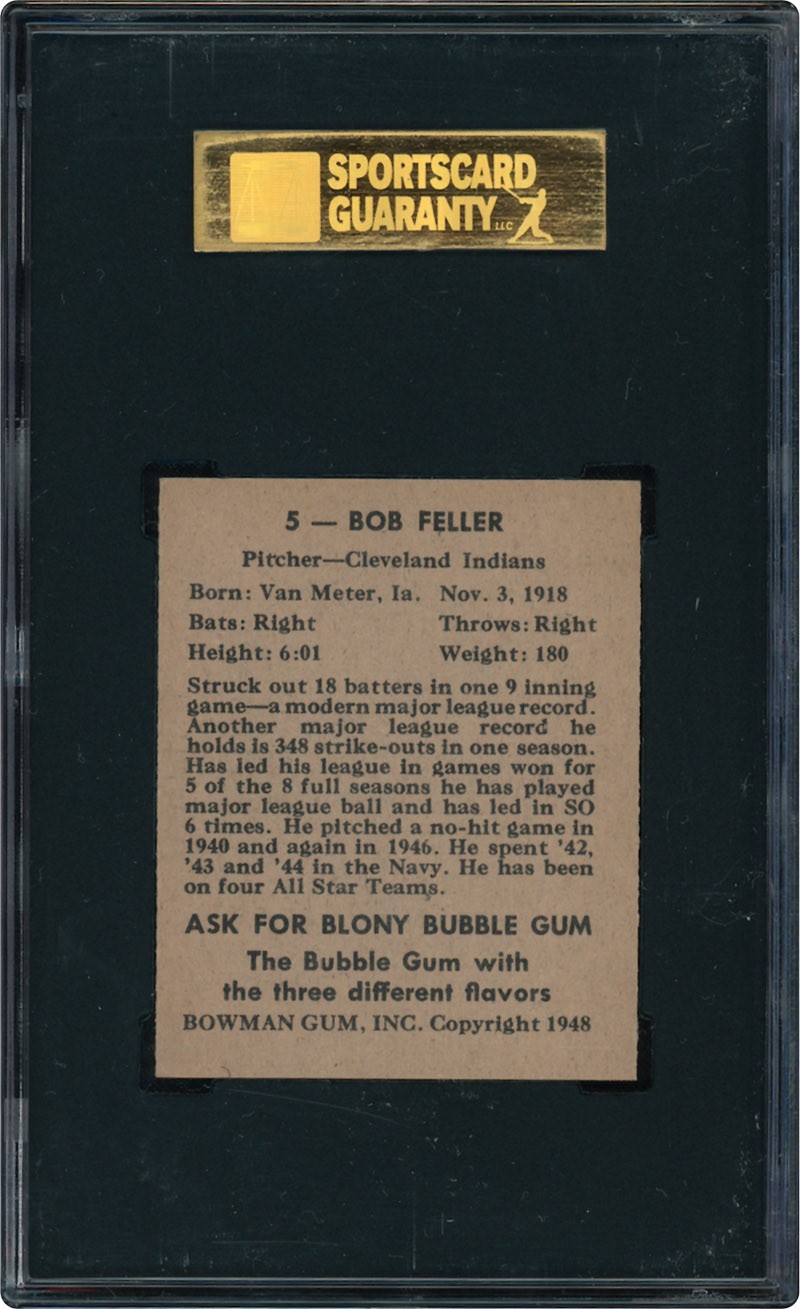 SPORTSCARD
GUARANTY LLC
5 — BOB FELLER
Pitcher—Cleveland Indians
Born: Van Meter, Ia. Nov. 3, 1918
Bats: Right Throws: Right
Height: 6:01 Weight: 180
Struck out 18 batters in one 9 inning
game—a modern major league record.
Another major league record he
holds is 348 strike-outs in one season.
Has led his league in games won for
5 of the 8 full seasons he has played
major league ball and has led in SO
6 times. He pitched a no-hit game in
1940 and again in 1946. He spent '42,
'43 and '44 in the Navy. He has been
on four All Star Teams.
ASK FOR BLONY BUBBLE GUM
The Bubble Gum with
the three different flavors
BOWMAN GUM, INC. Copyright 1948